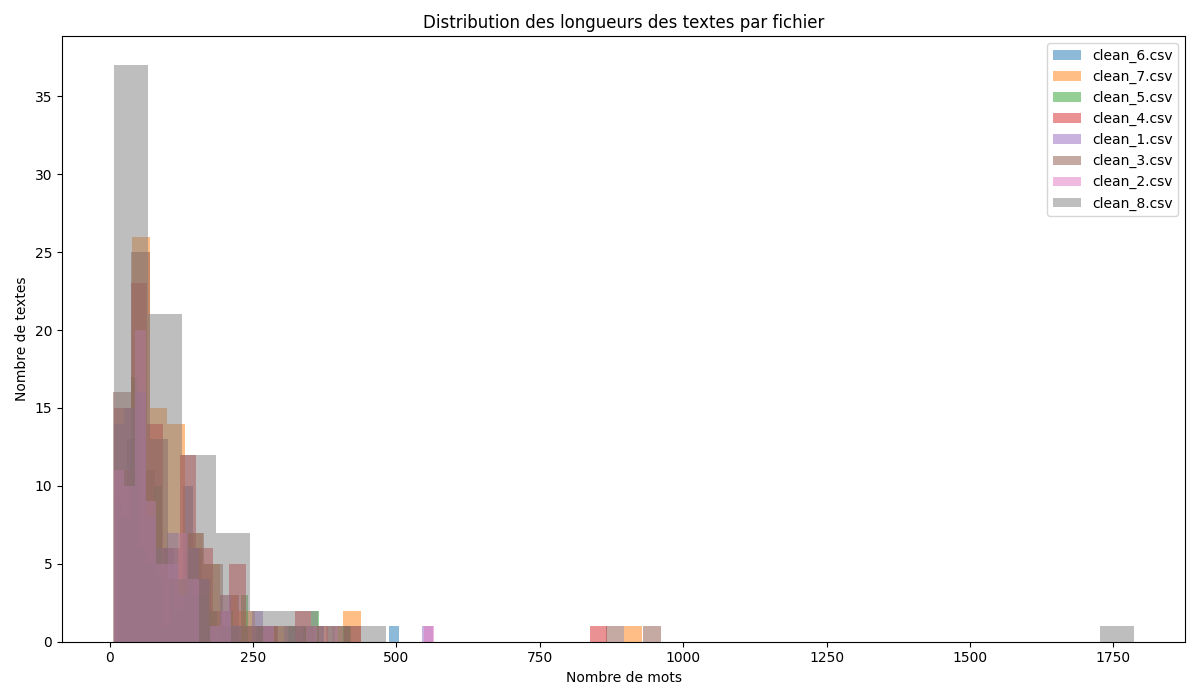 Distribution des longueurs des textes par fichier
clean_6.csv
clean_7.csv
clean_5.csv
clean_4.csv
clean_1.csv
clean_3.csv
clean_2.csv
clean_8.csv
Nombre de textes
35
30
25
20
15
10
5
0
0 250 500 750 1000 1250 1500 1750
Nombre de mots